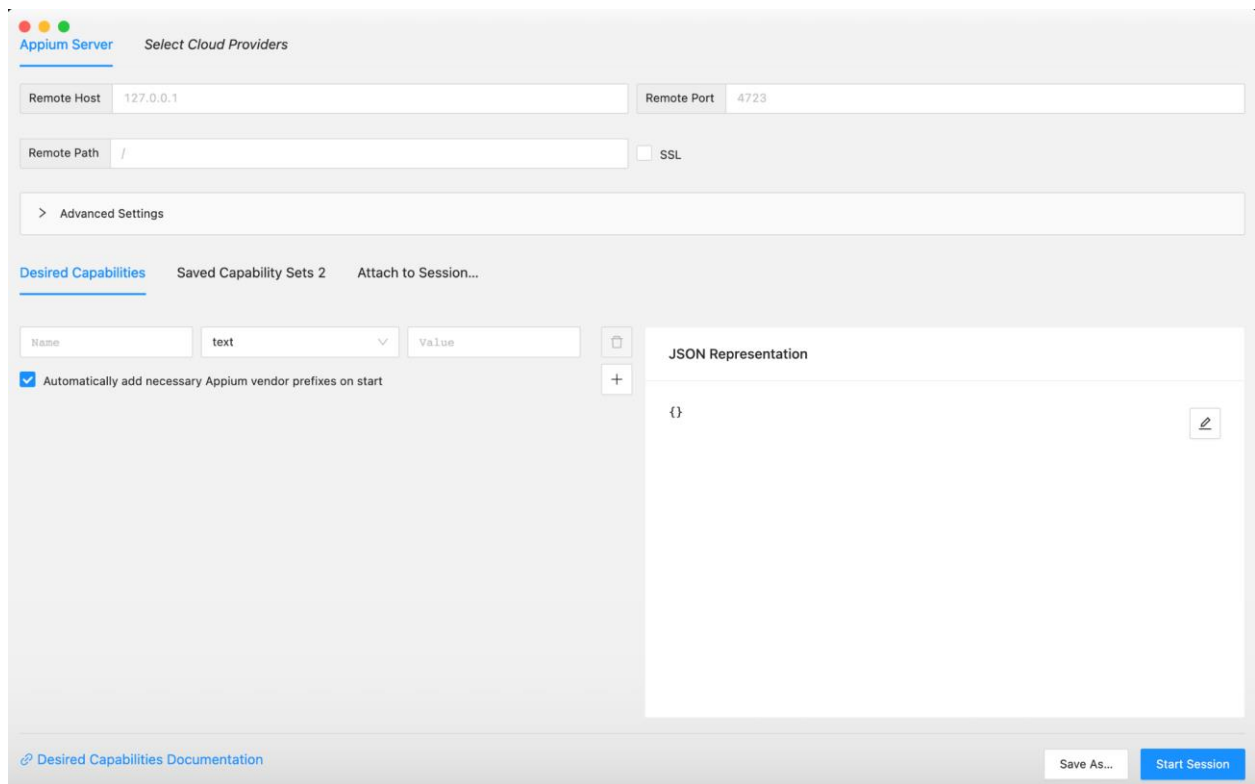 Appium Server Select Cloud Providers
Remote Host 127.0.0.1 Remote Port 4723
Remote Path / SSL
> Advanced Settings
Desired Capabilities Saved Capability Sets 2 Attach to Session...
Name text Value
JSON Representation
Automatically add necessary Appium vendor prefixes on start +
{}
Desired Capabilities Documentation
Save As... Start Session